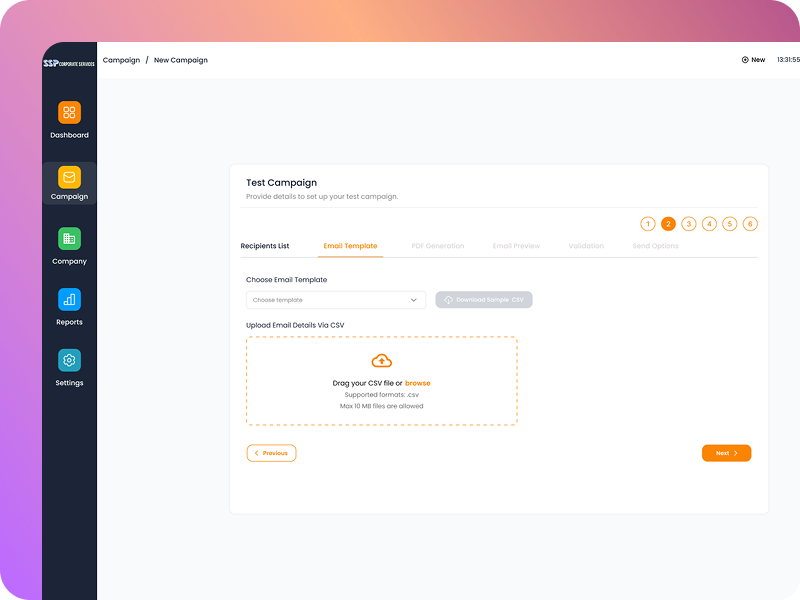 SSP CORPORATE SERVICES
Campaign / New Campaign
New
13:31:55
Dashboard
Campaign
Company
Reports
Settings
Test Campaign
Provide details to set up your test campaign.
1 2 3 4 5 6
Recipients List
Email Template
PDF Generation
Email Preview
Validation
Send Options
Choose Email Template
Choose template
Download Sample CSV
Upload Email Details Via CSV
Drag your CSV file or browse
Supported formats: .csv
Max 10 MB files are allowed
Previous
Next